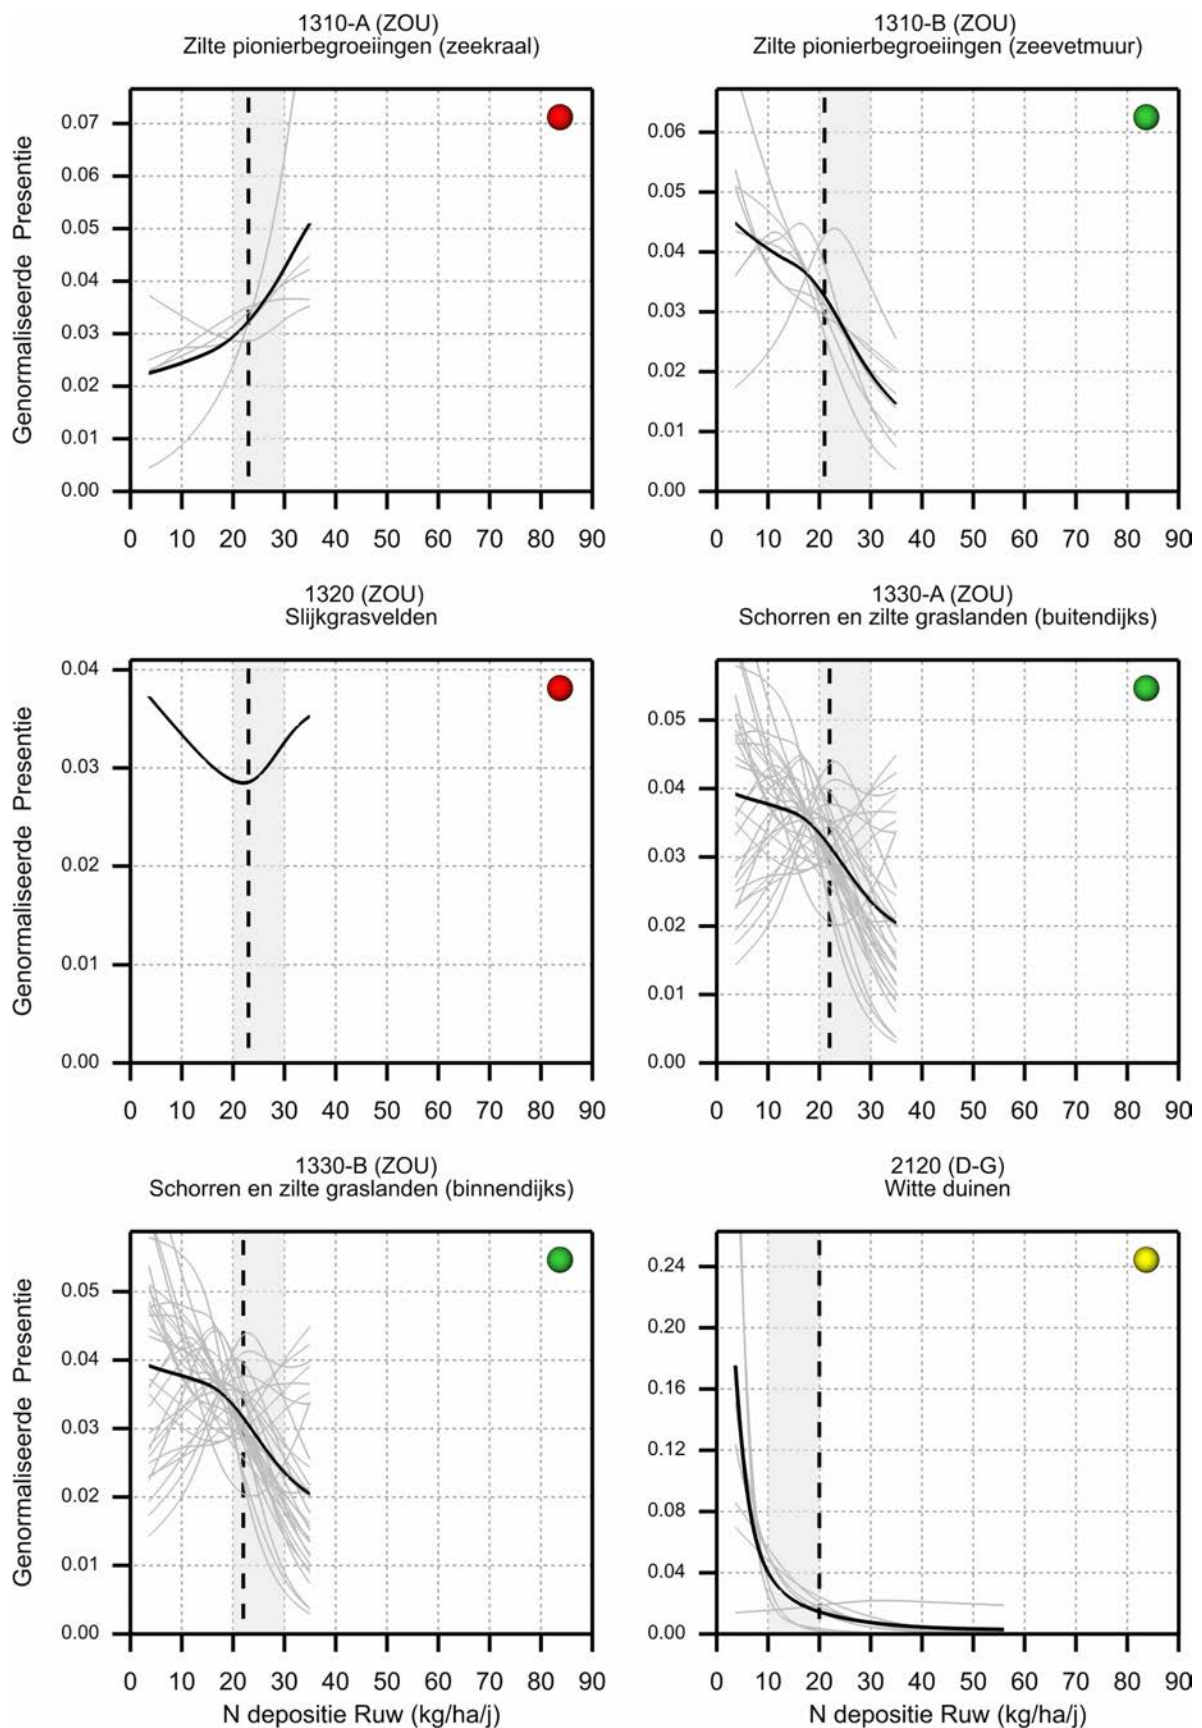 1310-A (ZOU)
Zilte pionierbegroeiingen (zeekraal)
Genormaliseerde Presentie
0.07
0.06
0.05
0.04
0.03
0.02
0.01
0.00
0 10 20 30 40 50 60 70 80 90
1310-B (ZOU)
Zilte pionierbegroeiingen (zeevetmuur)
0.06
0.05
0.04
0.03
0.02
0.01
0.00
0 10 20 30 40 50 60 70 80 90
1320 (ZOU)
Slijkgrasvelden
Genormaliseerde Presentie
0.04
0.03
0.02
0.01
0.00
0 10 20 30 40 50 60 70 80 90
1330-A (ZOU)
Schorren en zilte graslanden (buitendijks)
0.05
0.04
0.03
0.02
0.01
0.00
0 10 20 30 40 50 60 70 80 90
1330-B (ZOU)
Schorren en zilte graslanden (binnendijks)
Genormaliseerde Presentie
0.05
0.04
0.03
0.02
0.01
0.00
0 10 20 30 40 50 60 70 80 90
N depositie Ruw (kg/ha/j)
2120 (D-G)
Witte duinen
0.24
0.20
0.16
0.12
0.08
0.04
0.00
0 10 20 30 40 50 60 70 80 90
N depositie Ruw (kg/ha/j)